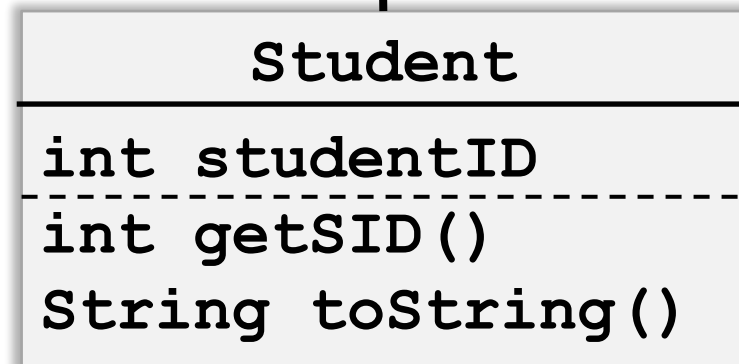 Student
int studentID
int getSID()
String toString()